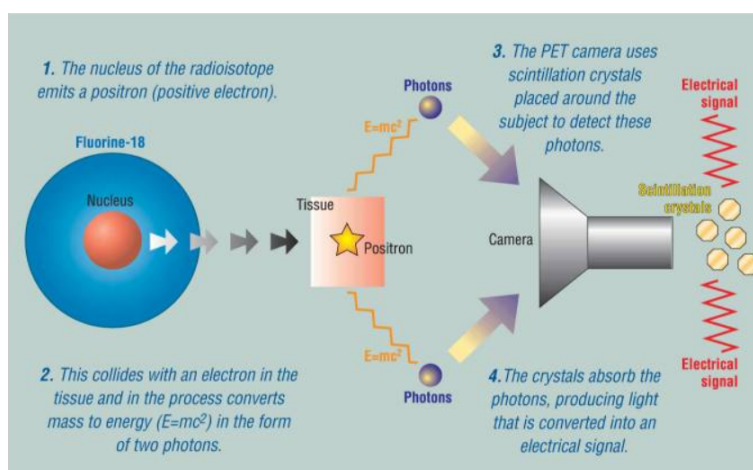 1. The nucleus of the radioisotope
emits a positron (positive electron).
Fluorine-18
Nucleus
2. This collides with an electron in the
tissue and in the process converts
mass to energy (E=mc²) in the form
of two photons.
Tissue
Positron
E=mc²
Photons
E=mc²
Photons
3. The PET camera uses
scintillation crystals
placed around the
subject to detect these
photons.
Camera
4. The crystals absorb the
photons, producing light
that is converted into an
electrical signal.
Electrical
signal
Scintillation
crystals
Electrical
signal